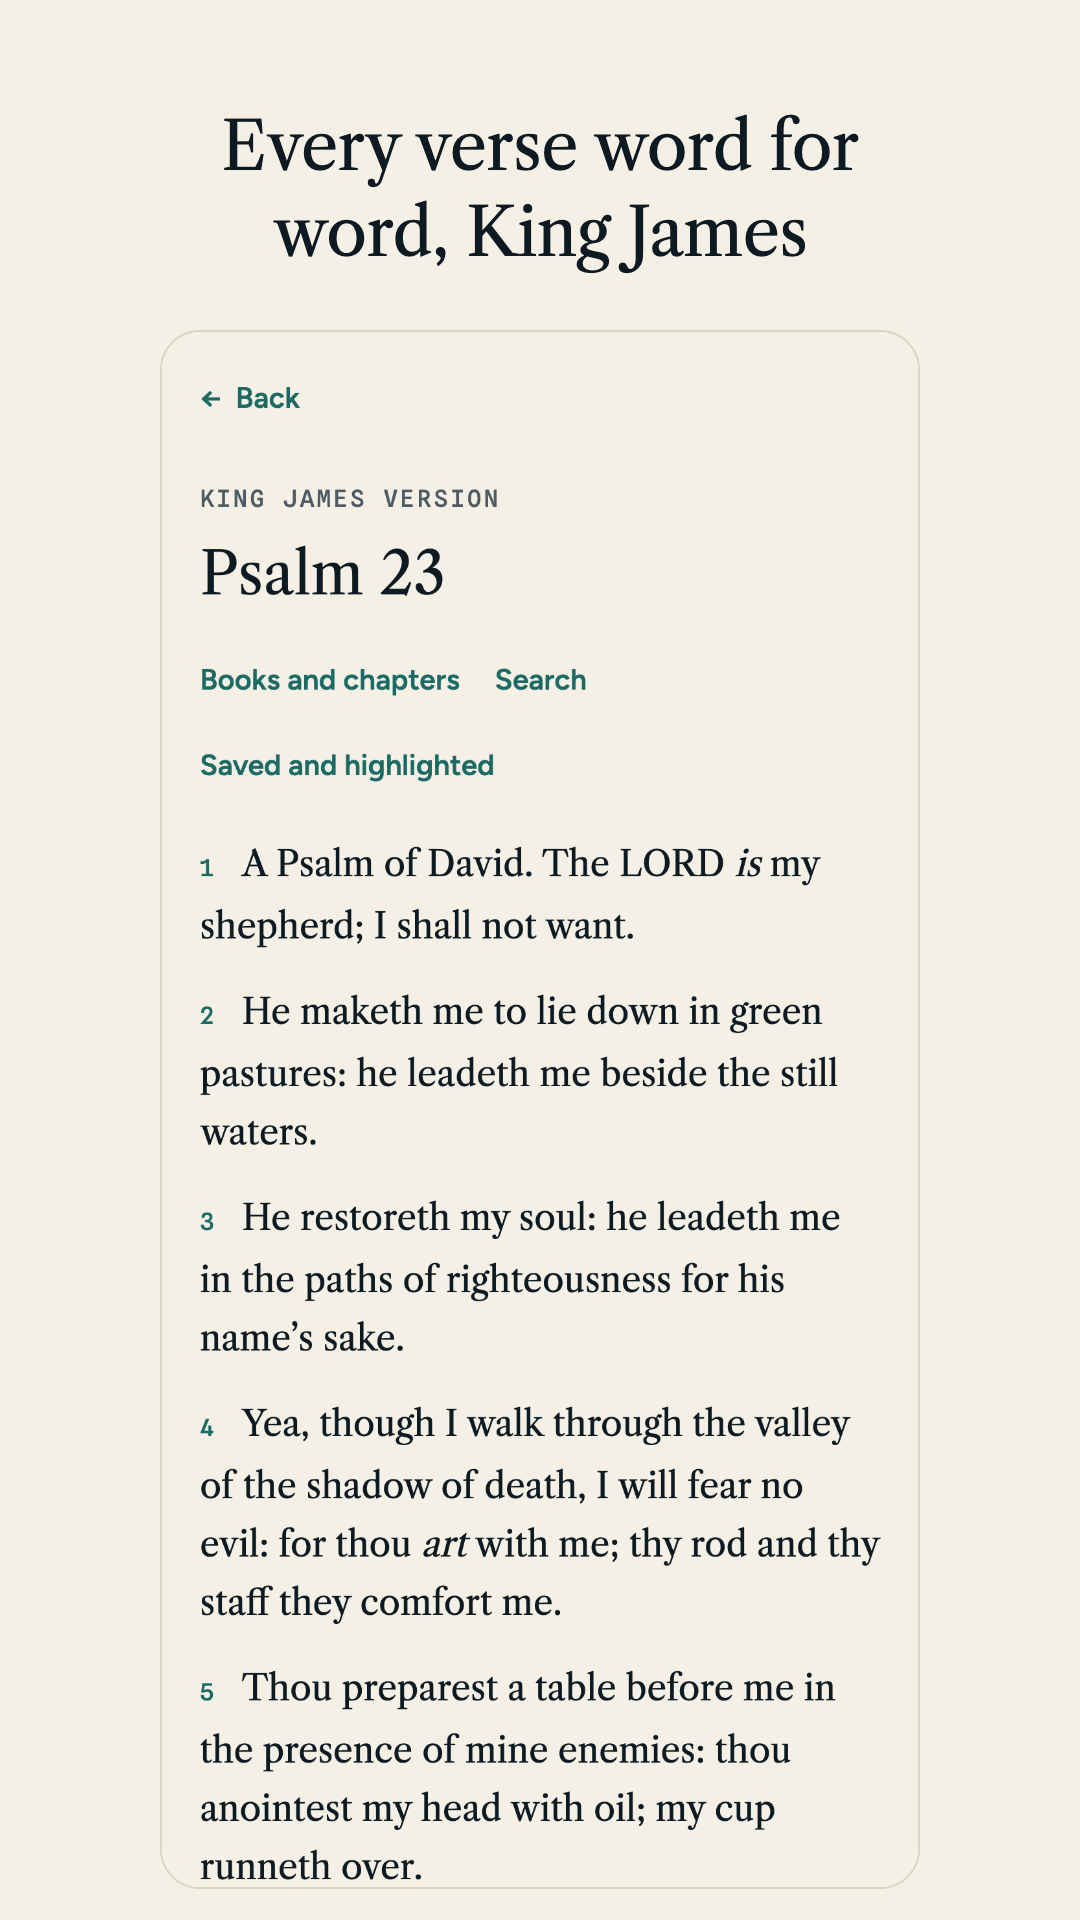 Every verse word for
word, King James
← Back
KING JAMES VERSION
Psalm 23
Books and chapters Search
Saved and highlighted
1 A Psalm of David. The LORD is my
shepherd; I shall not want.
2 He maketh me to lie down in green
pastures: he leadeth me beside the still
waters.
3 He restoreth my soul: he leadeth me
in the paths of righteousness for his
name’s sake.
4 Yea, though I walk through the valley
of the shadow of death, I will fear no
evil: for thou art with me; thy rod and thy
staff they comfort me.
5 Thou preparest a table before me in
the presence of mine enemies: thou
anointest my head with oil; my cup
runneth over.